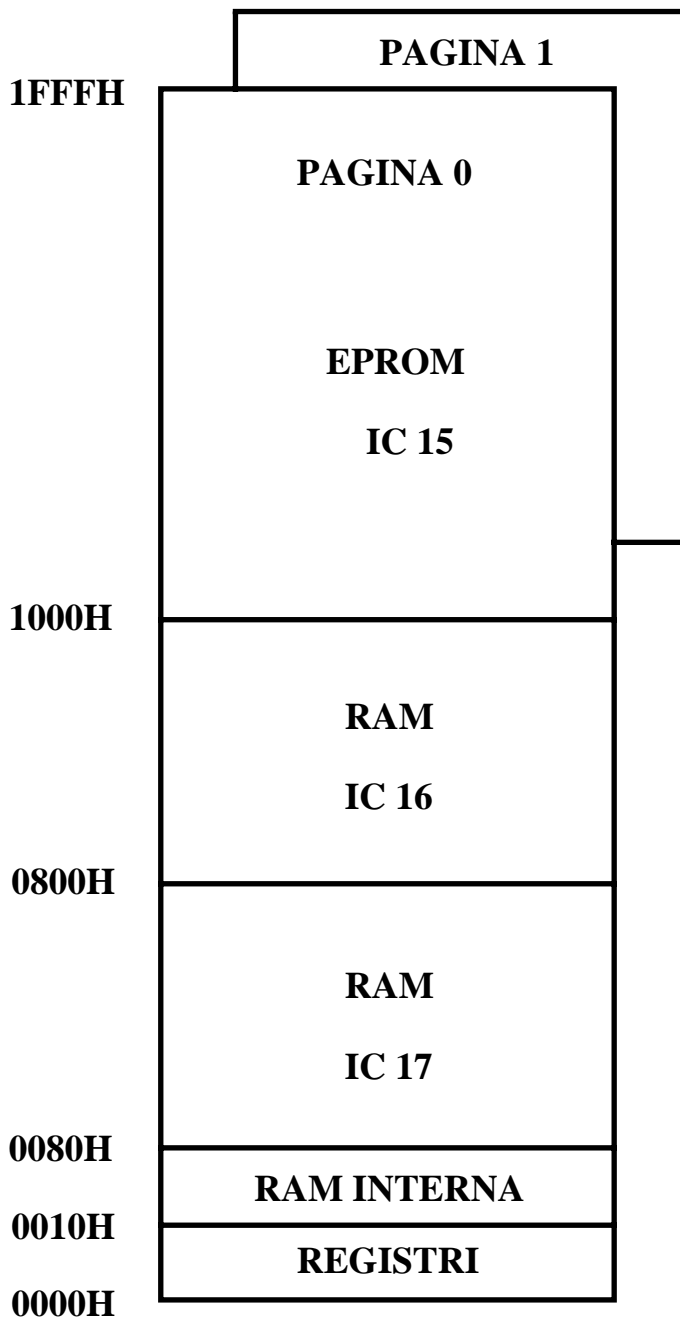 PAGINA 1
1FFFH
PAGINA 0
EPROM
IC 15
1000H
RAM
IC 16
0800H
RAM
IC 17
0080H
RAM INTERNA
0010H
REGISTRI
0000H